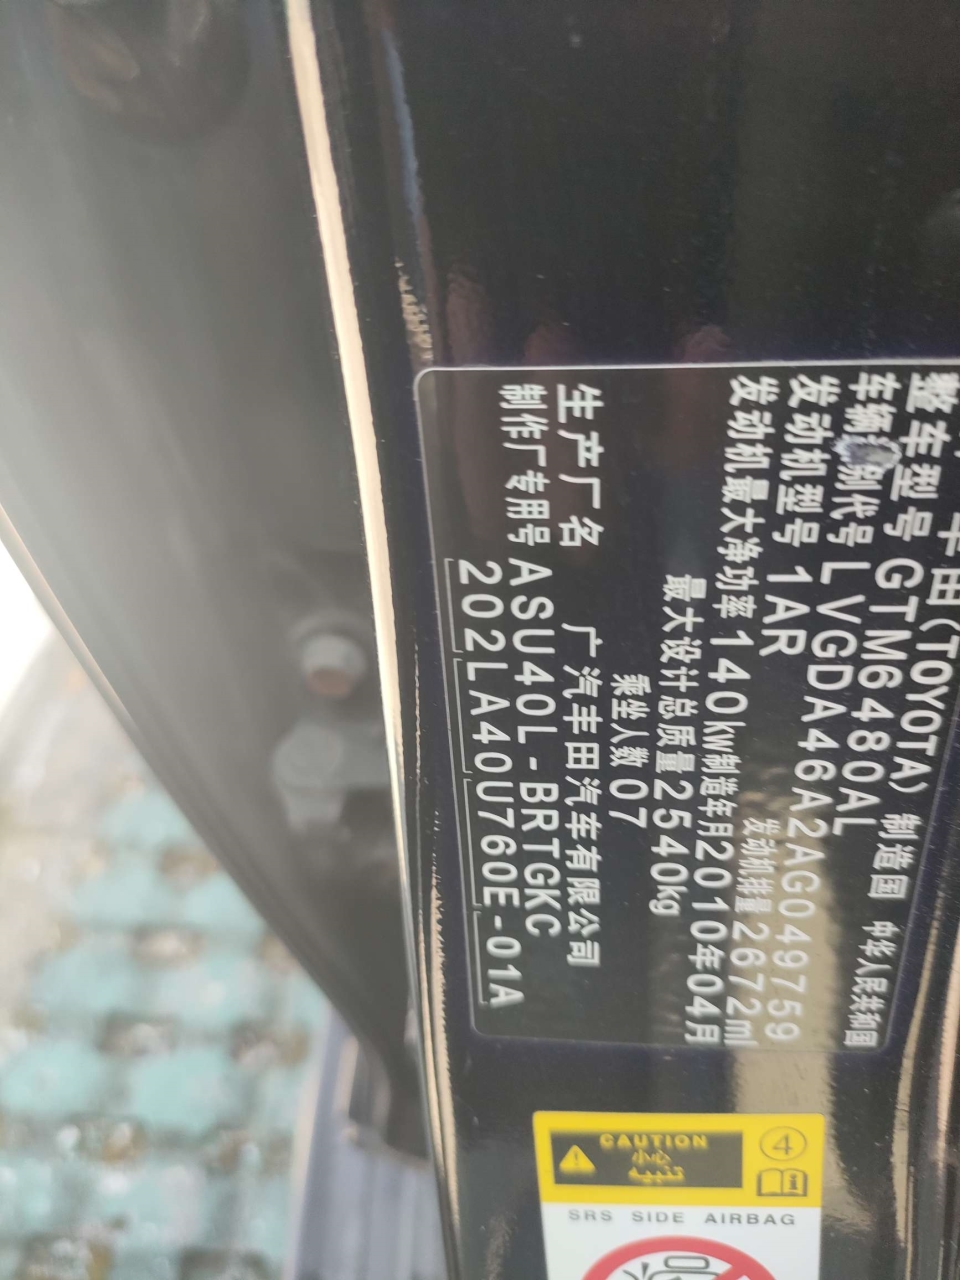 丰田(TOYOTA) 制造国 中华人民共和国
整车型号 GTM6480AL
车辆识别代号 LVGDA46A2AG049759
发动机型号 1AR 发动机排量 2672ml
发动机最大净功率 140kW 制造年月 2010年04月
最大设计总质量 2540kg
乘坐人数 07
生产厂名 广汽丰田汽车有限公司
制作厂专用号 ASU40L-BRTGKC
202LA40U760E-01A
CAUTION
小心
تنبيه
4
SRS SIDE AIRBAG